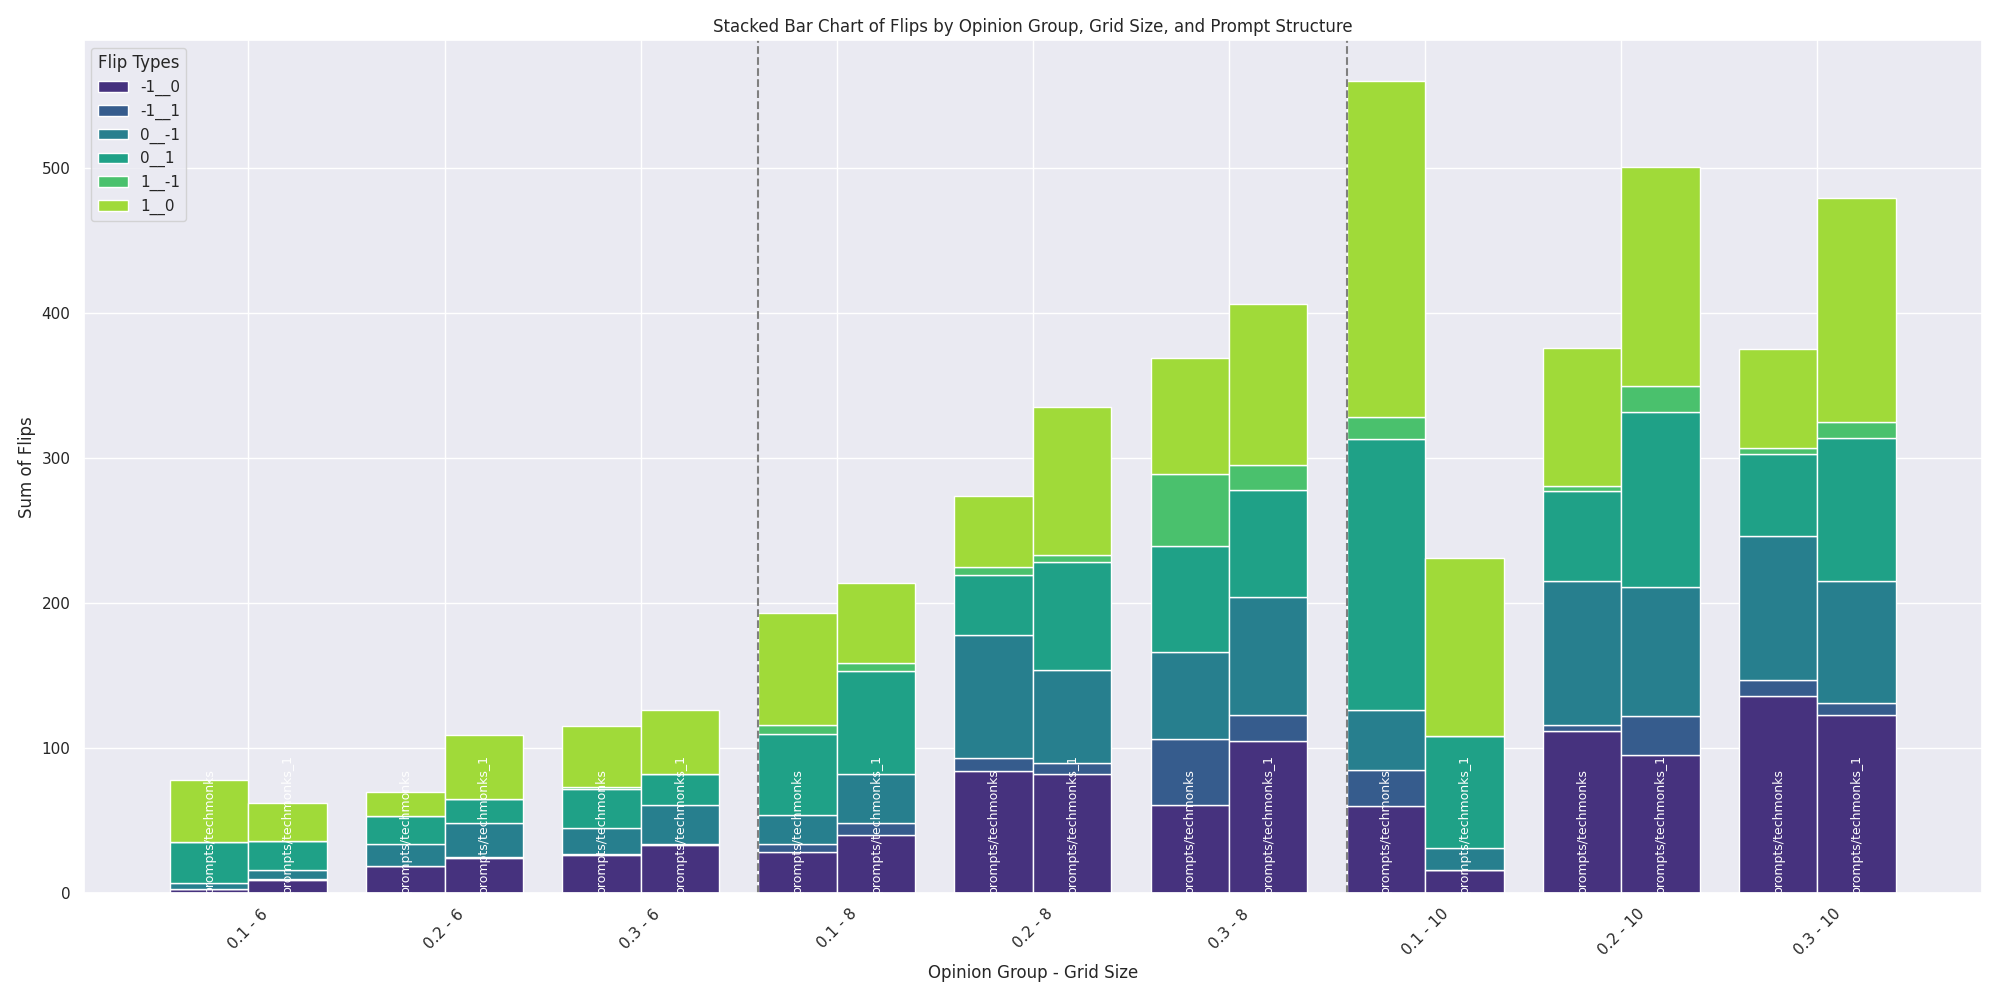 Stacked Bar Chart of Flips by Opinion Group, Grid Size, and Prompt Structure
Flip Types
-1__0
-1__1
0__-1
0__1
1__-1
1__0
Sum of Flips
500
400
300
200
100
0
prompts/techmonks
prompts/techmonks_1
prompts/techmonks
prompts/techmonks_1
prompts/techmonks
prompts/techmonks_1
prompts/techmonks
prompts/techmonks_1
prompts/techmonks
prompts/techmonks_1
prompts/techmonks
prompts/techmonks_1
prompts/techmonks
prompts/techmonks_1
prompts/techmonks
prompts/techmonks_1
prompts/techmonks
prompts/techmonks_1
0.1 - 6
0.2 - 6
0.3 - 6
0.1 - 8
0.2 - 8
0.3 - 8
0.1 - 10
0.2 - 10
0.3 - 10
Opinion Group - Grid Size